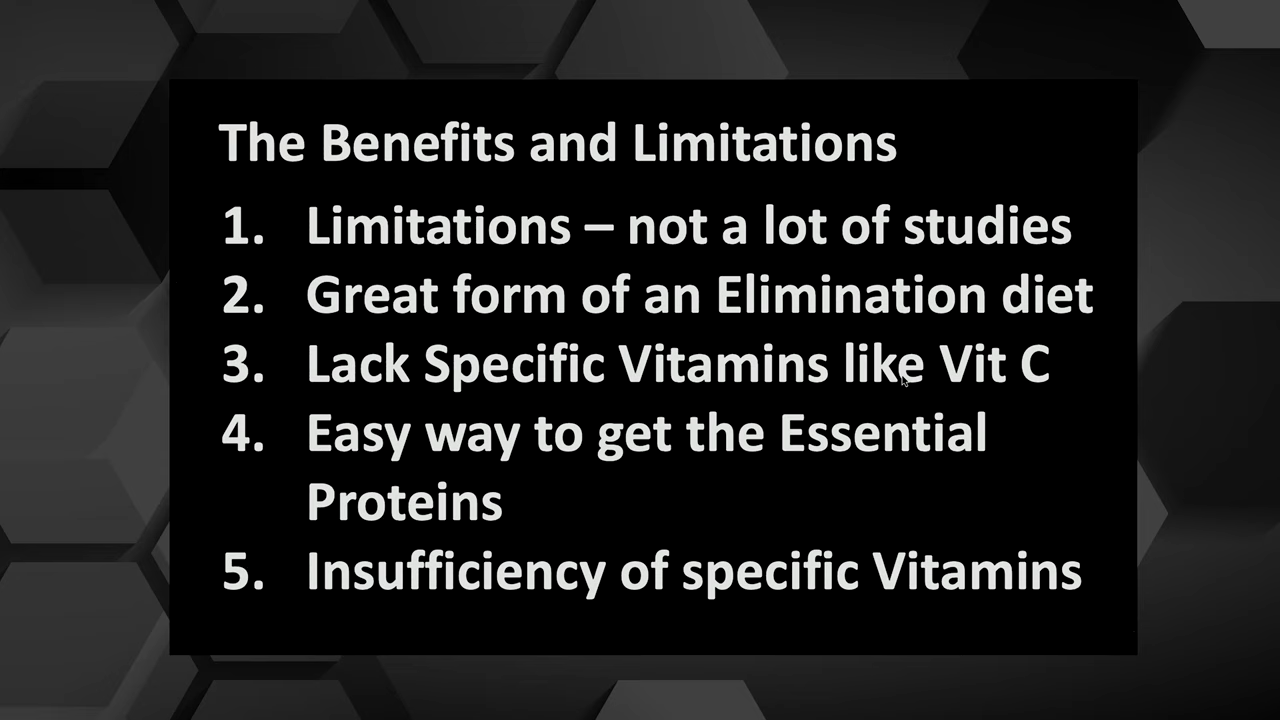 The Benefits and Limitations
1. Limitations – not a lot of studies
2. Great form of an Elimination diet
3. Lack Specific Vitamins like Vit C
4. Easy way to get the Essential
Proteins
5. Insufficiency of specific Vitamins